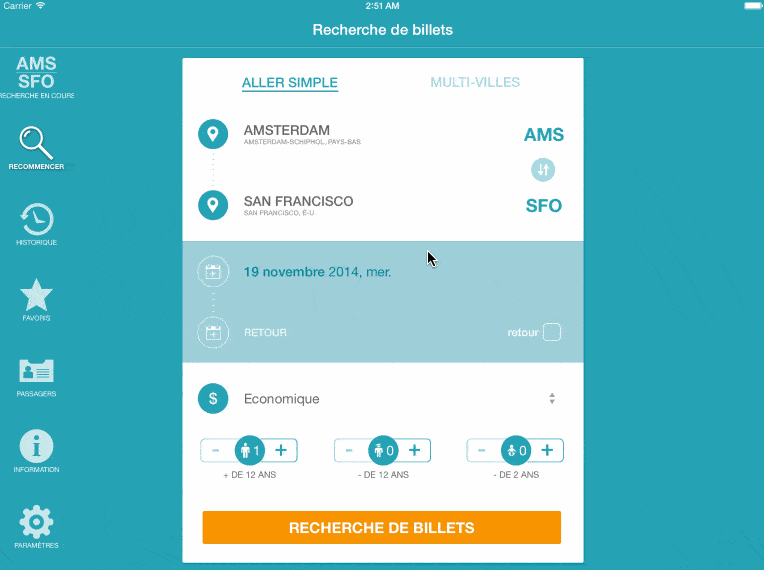 Carrier 2:51 AM
Recherche de billets
AMS
SFO
RECHERCHE EN COURS
RECOMMENCER
HISTORIQUE
FAVORIS
PASSAGERS
INFORMATION
PARAMÈTRES
ALLER SIMPLE MULTI-VILLES
AMSTERDAM AMS
AMSTERDAM-SCHIPHOL, PAYS-BAS
SAN FRANCISCO SFO
SAN FRANCISCO, É-U
19 novembre 2014, mer.
RETOUR retour
$ Economique
- 1 + - 0 + - 0 +
+ DE 12 ANS - DE 12 ANS - DE 2 ANS
RECHERCHE DE BILLETS